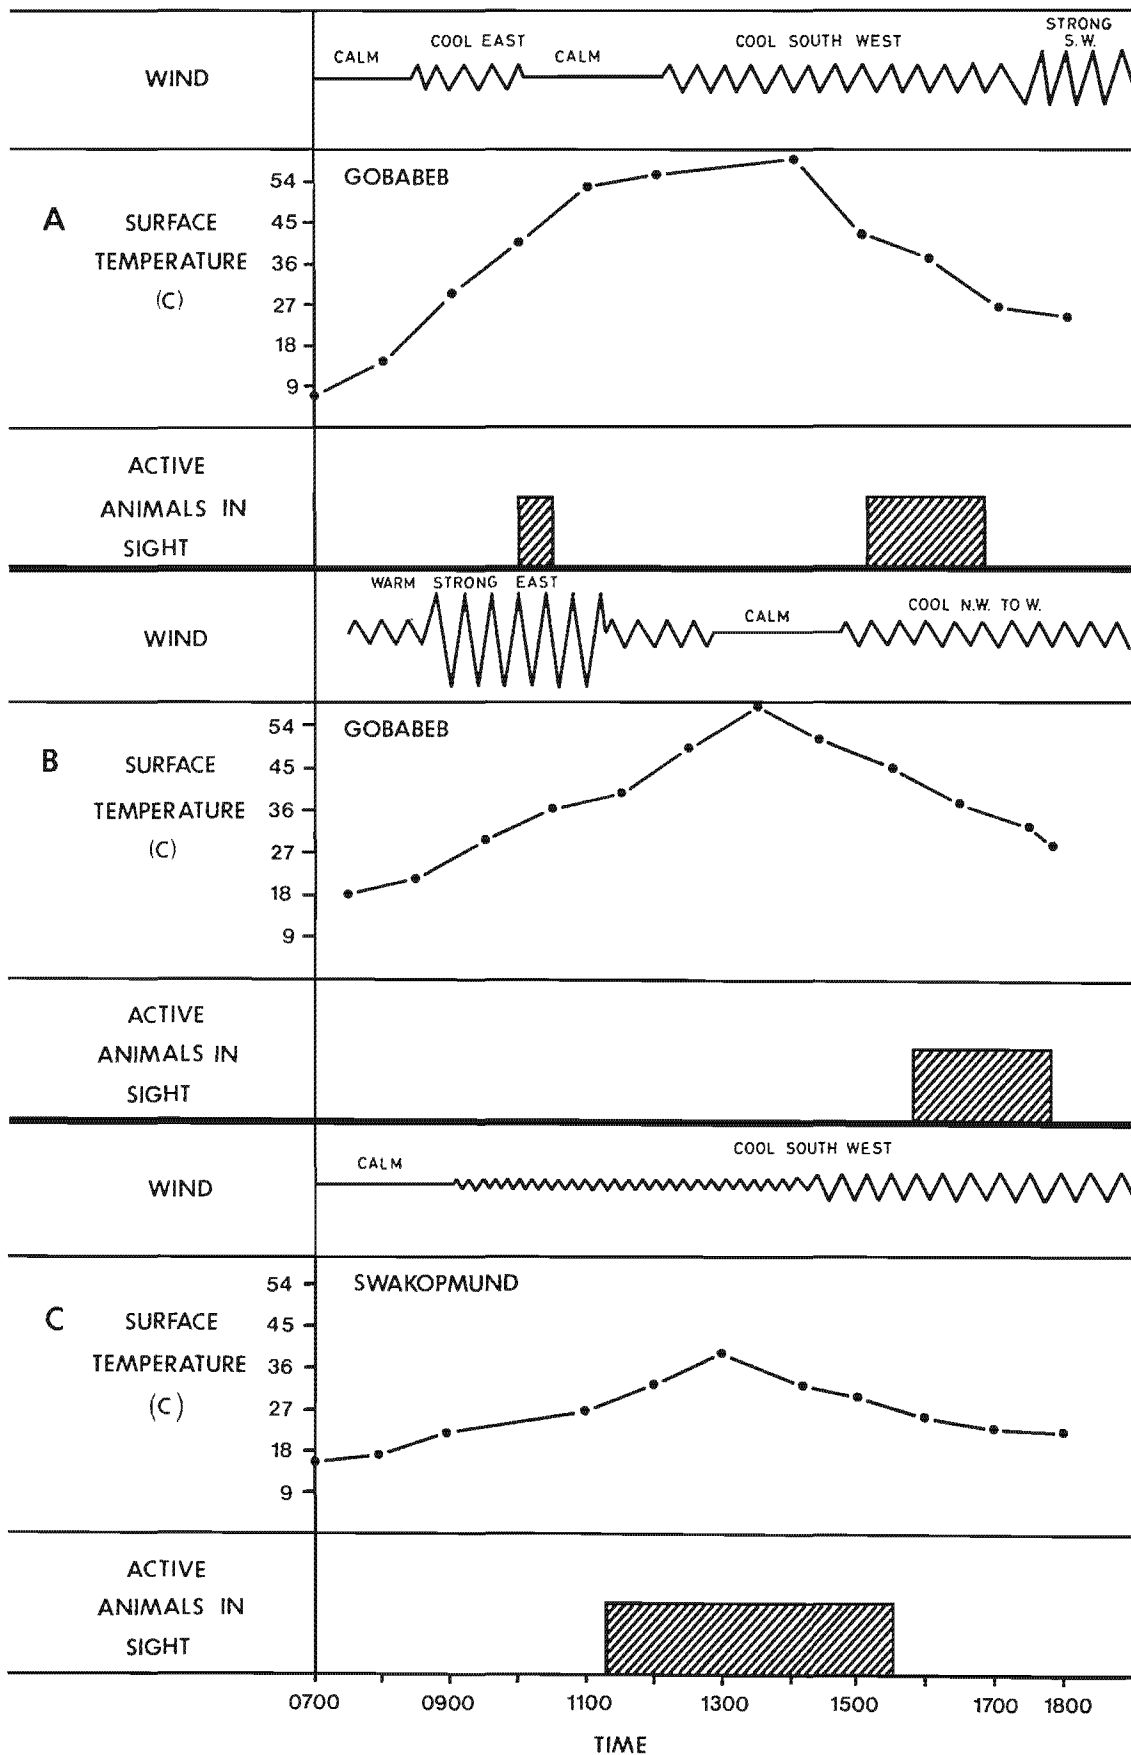 STRONG
S.W.
COOL EAST
COOL SOUTH WEST
CALM
CALM
WIND
GOBABEB
54
A
SURFACE
45
TEMPERATURE
36
(C)
27
18
9
ACTIVE
ANIMALS IN
SIGHT
WARM STRONG EAST
COOL N.W. TO W.
CALM
WIND
GOBABEB
54
B
SURFACE
45
TEMPERATURE
36
(C)
27
18
9
ACTIVE
ANIMALS IN
SIGHT
COOL SOUTH WEST
CALM
WIND
SWAKOPMUND
54
C
SURFACE
45
TEMPERATURE
36
(C)
27
18
9
ACTIVE
ANIMALS IN
SIGHT
0700 0900 1100 1300 1500 1700 1800
TIME